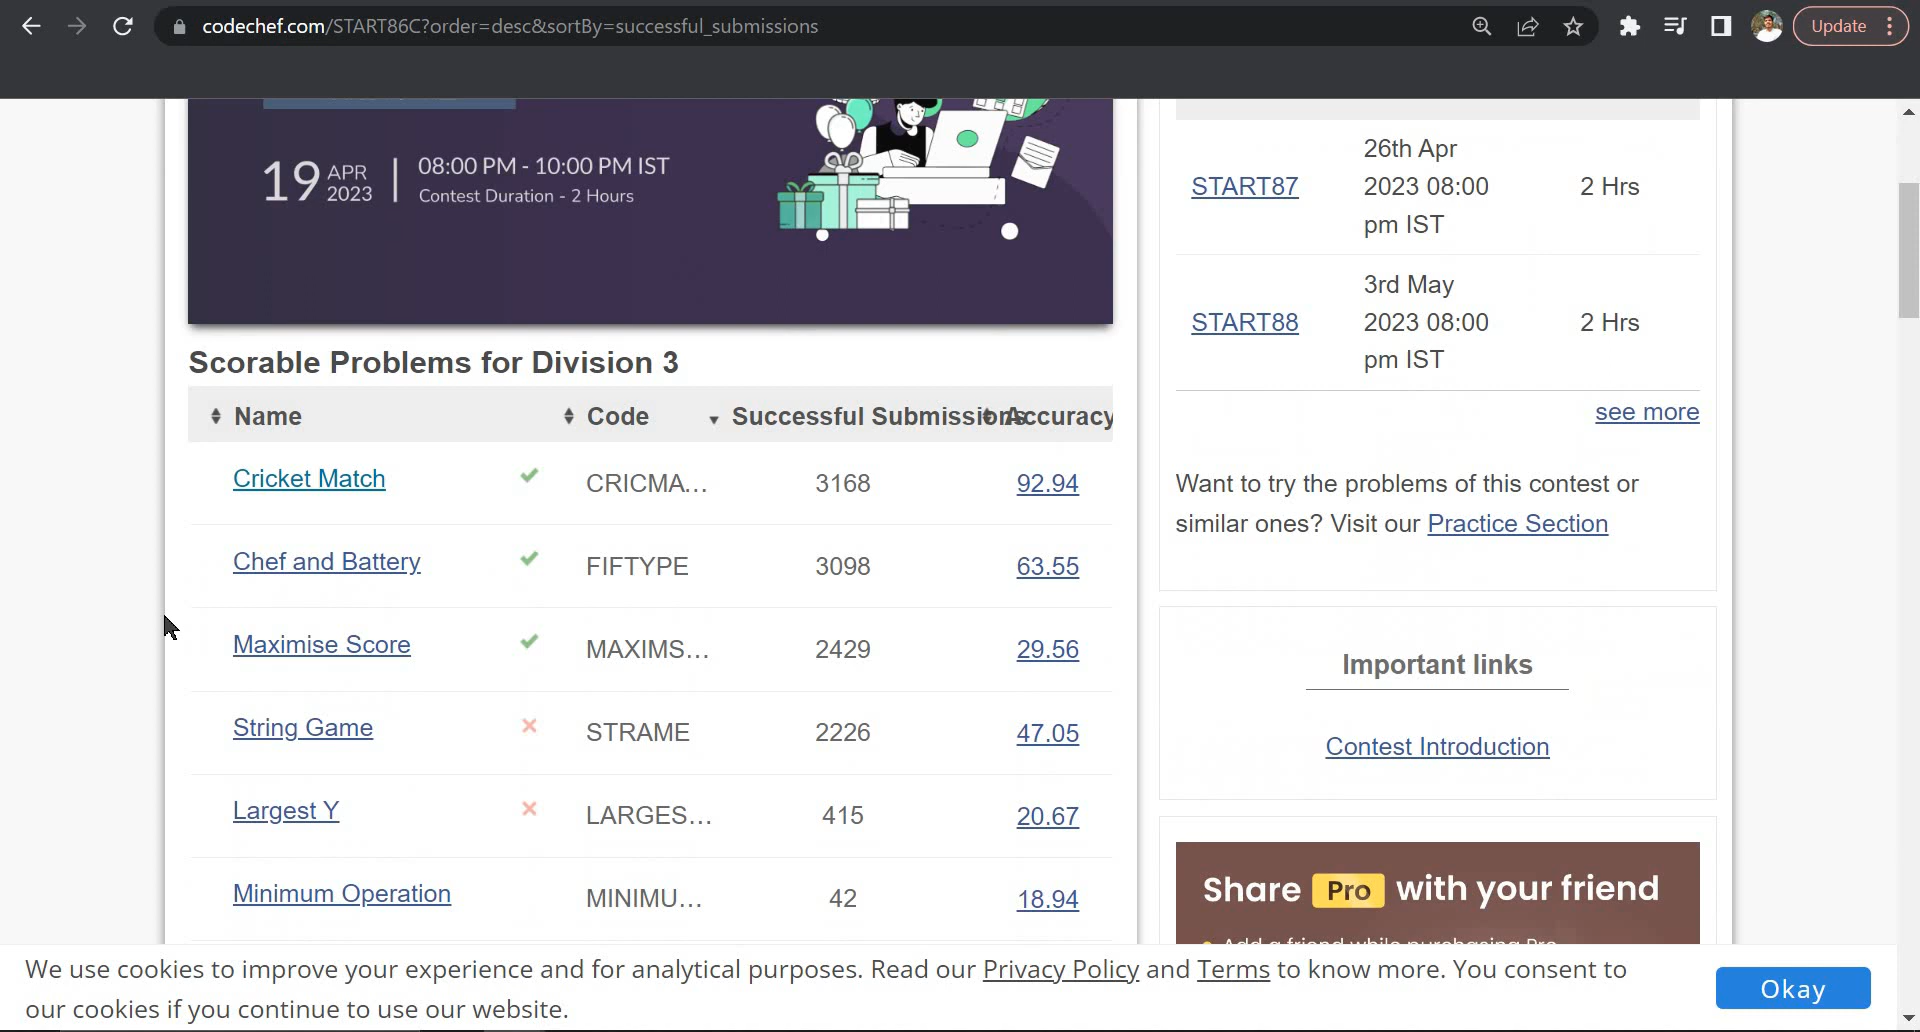 codechef.com/START86C?order=desc&sortBy=successful_submissions
Update
19 APR 2023
08:00 PM - 10:00 PM IST
Contest Duration - 2 Hours
Scorable Problems for Division 3
Name Code Successful Submissions Accuracy
Cricket Match CRICMA... 3168 92.94
Chef and Battery FIFTYPE 3098 63.55
Maximise Score MAXIMS... 2429 29.56
String Game STRAME 2226 47.05
Largest Y LARGES... 415 20.67
Minimum Operation MINIMU... 42 18.94
START87
26th Apr
2023 08:00
pm IST
2 Hrs
START88
3rd May
2023 08:00
pm IST
2 Hrs
see more
Want to try the problems of this contest or
similar ones? Visit our Practice Section
Important links
Contest Introduction
Share Pro with your friend
We use cookies to improve your experience and for analytical purposes. Read our Privacy Policy and Terms to know more. You consent to
our cookies if you continue to use our website.
Okay